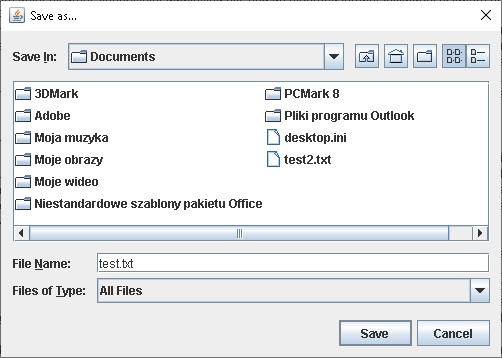 Save as...
Save In: Documents
3DMark
Adobe
Moja muzyka
Moje obrazy
Moje wideo
Niestandardowe szablony pakietu Office
PCMark 8
Pliki programu Outlook
desktop.ini
test2.txt
File Name: test.txt
Files of Type: All Files
Save Cancel